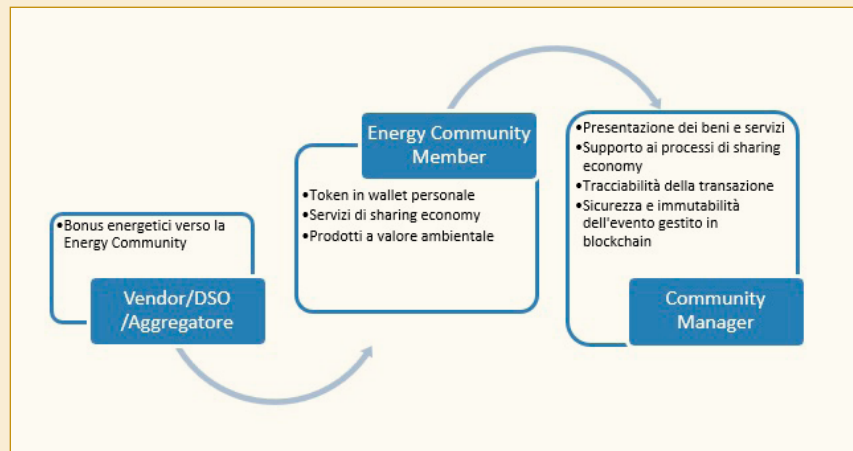 •Bonus energetici verso la
Energy Community
Vendor/DSO
/Aggregatore
Energy Community
Member
•Token in wallet personale
•Servizi di sharing economy
•Prodotti a valore ambientale
•Presentazione dei beni e servizi
•Supporto ai processi di sharing
economy
•Tracciabilità della transazione
•Sicurezza e immutabilità
dell'evento gestito in
blockchain
Community
Manager